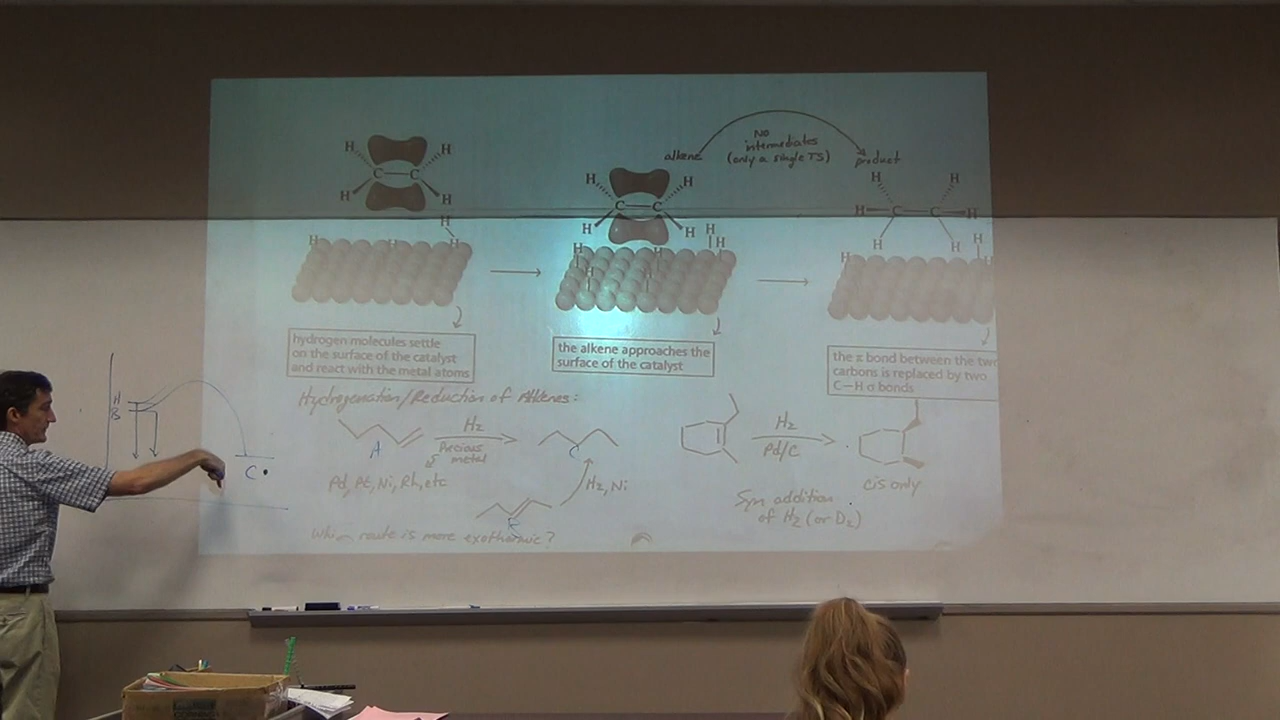 No
intermediates
(only a single TS)
alkene
product
H H
C—C
H H
H
H H H
H H
C—C
H H
H H H H
H H H
H H
H C—C H
H H
H H H
hydrogen molecules settle
on the surface of the catalyst
and react with the metal atoms
the alkene approaches the
surface of the catalyst
the π bond between the two
carbons is replaced by two
C—H σ bonds
Hydrogenation/Reduction of Alkenes:
A
H2
Precious
metal
C
Pd, Pt, Ni, Rh, etc
H2, Ni
H2
Pd/C
cis only
Syn addition
of H2 (or D2)
Which route is more exothermic?
B
C